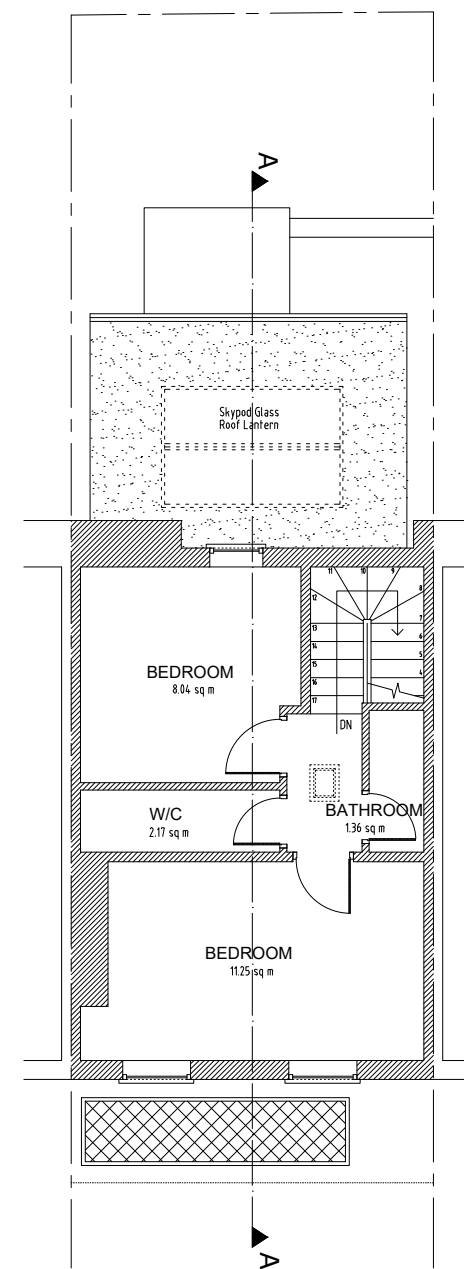 A
Skypod Glass
Roof Lantern
11
10
9
12
8
13
7
14
6
15
5
16
4
17
DN
BEDROOM
8.04 sq m
W/C
2.17 sq m
BATHROOM
1.36 sq m
BEDROOM
11.25 sq m
A